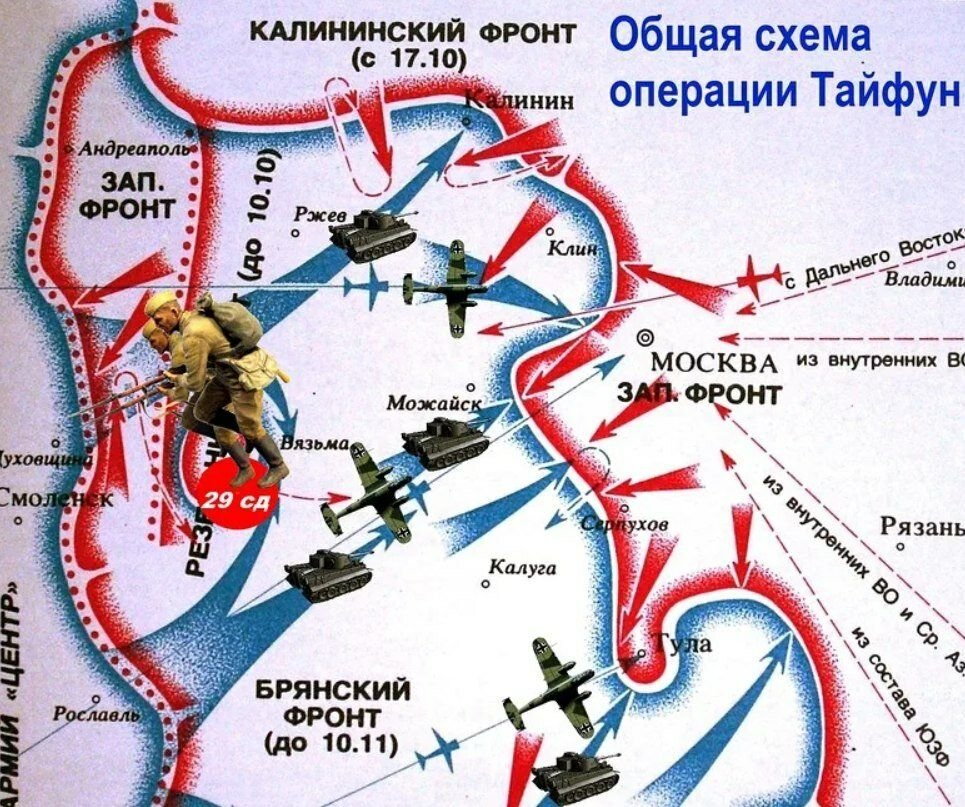 Общая схема
операции Тайфун
КАЛИНИНСКИЙ ФРОНТ
(с 17.10)
Калинин
Андреаполь
ЗАП.
ФРОНТ
(до 10.10)
Ржев
Клин
с Дальнего Восток
Владими
МОСКВА
ЗАП. ФРОНТ
из внутренних ВО
Можайск
Вязьма
Духовщина
Смоленск
29 сд
РЕЗ
Серпухов
Рязань
Калуга
из внутренних ВО и Ср. Аз.
из состава ЮЗФ
Тула
АРМИИ «ЦЕНТР»
Рославль
БРЯНСКИЙ
ФРОНТ
(до 10.11)